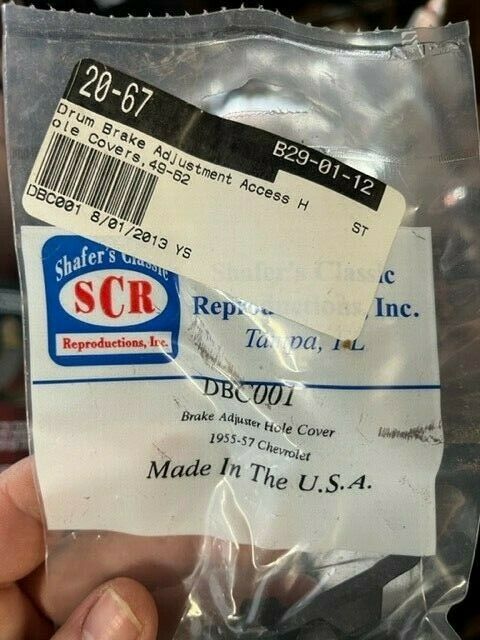 20-67
B29-01-12
Drum Brake Adjustment Access H
ole Covers,49-62
ST
DBC001 8/01/2013 YS
Shafer's Classic
SCR
Reproductions, Inc.
Shafer's Classic
Reproductions, Inc.
Tampa, FL
DBC001
Brake Adjuster Hole Cover
1955-57 Chevrolet
Made In The U.S.A.